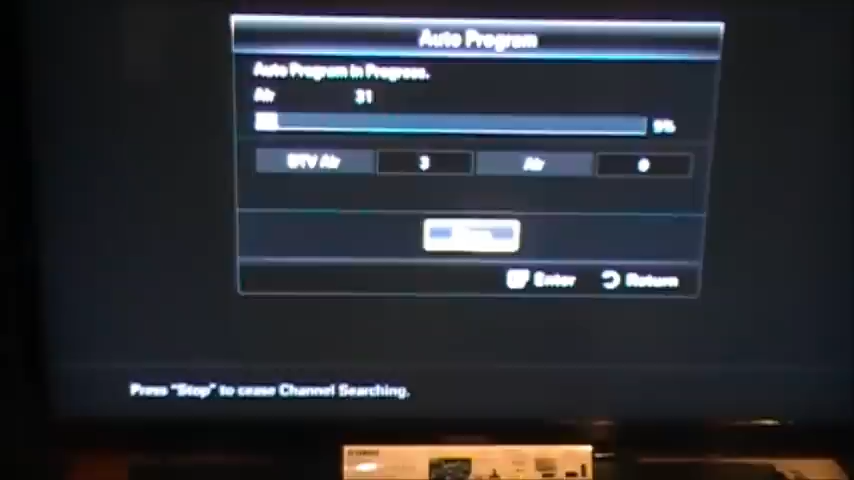 Auto Program
Auto Program in Progress.
Air 31
9%
DTV Air 3 Air 0
Enter Return
Press "Stop" to cease Channel Searching.
YAMAHA